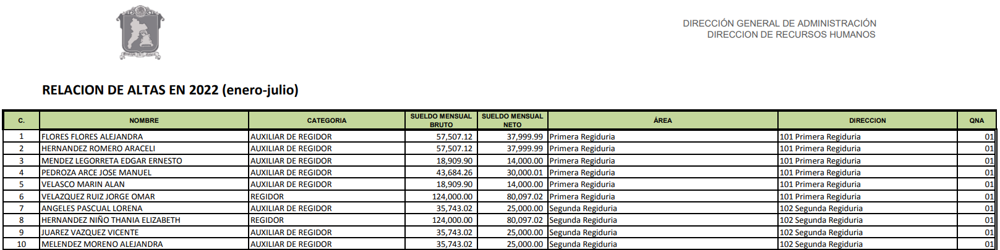 DIRECCIÓN GENERAL DE ADMINISTRACIÓN
DIRECCION DE RECURSOS HUMANOS
RELACION DE ALTAS EN 2022 (enero-julio)
C. NOMBRE CATEGORIA SUELDO MENSUAL BRUTO SUELDO MENSUAL NETO ÁREA DIRECCION QNA
1 FLORES FLORES ALEJANDRA AUXILIAR DE REGIDOR 57,507.12 37,999.99 Primera Regiduria 101 Primera Regiduria 01
2 HERNANDEZ ROMERO ARACELI AUXILIAR DE REGIDOR 57,507.12 37,999.99 Primera Regiduria 101 Primera Regiduria 01
3 MENDEZ LEGORRETA EDGAR ERNESTO AUXILIAR DE REGIDOR 18,909.90 14,000.00 Primera Regiduria 101 Primera Regiduria 01
4 PEDROZA ARCE JOSE MANUEL AUXILIAR DE REGIDOR 43,684.26 30,000.01 Primera Regiduria 101 Primera Regiduria 01
5 VELASCO MARIN ALAN AUXILIAR DE REGIDOR 18,909.90 14,000.00 Primera Regiduria 101 Primera Regiduria 01
6 VELAZQUEZ RUIZ JORGE OMAR REGIDOR 124,000.00 80,097.02 Primera Regiduria 101 Primera Regiduria 01
7 ANGELES PASCUAL LORENA AUXILIAR DE REGIDOR 35,743.02 25,000.00 Segunda Regiduria 102 Segunda Regiduria 01
8 HERNANDEZ NIÑO THANIA ELIZABETH REGIDOR 124,000.00 80,097.02 Segunda Regiduria 102 Segunda Regiduria 01
9 JUAREZ VAZQUEZ VICENTE AUXILIAR DE REGIDOR 35,743.02 25,000.00 Segunda Regiduria 102 Segunda Regiduria 01
10 MELENDEZ MORENO ALEJANDRA AUXILIAR DE REGIDOR 35,743.02 25,000.00 Segunda Regiduria 102 Segunda Regiduria 01